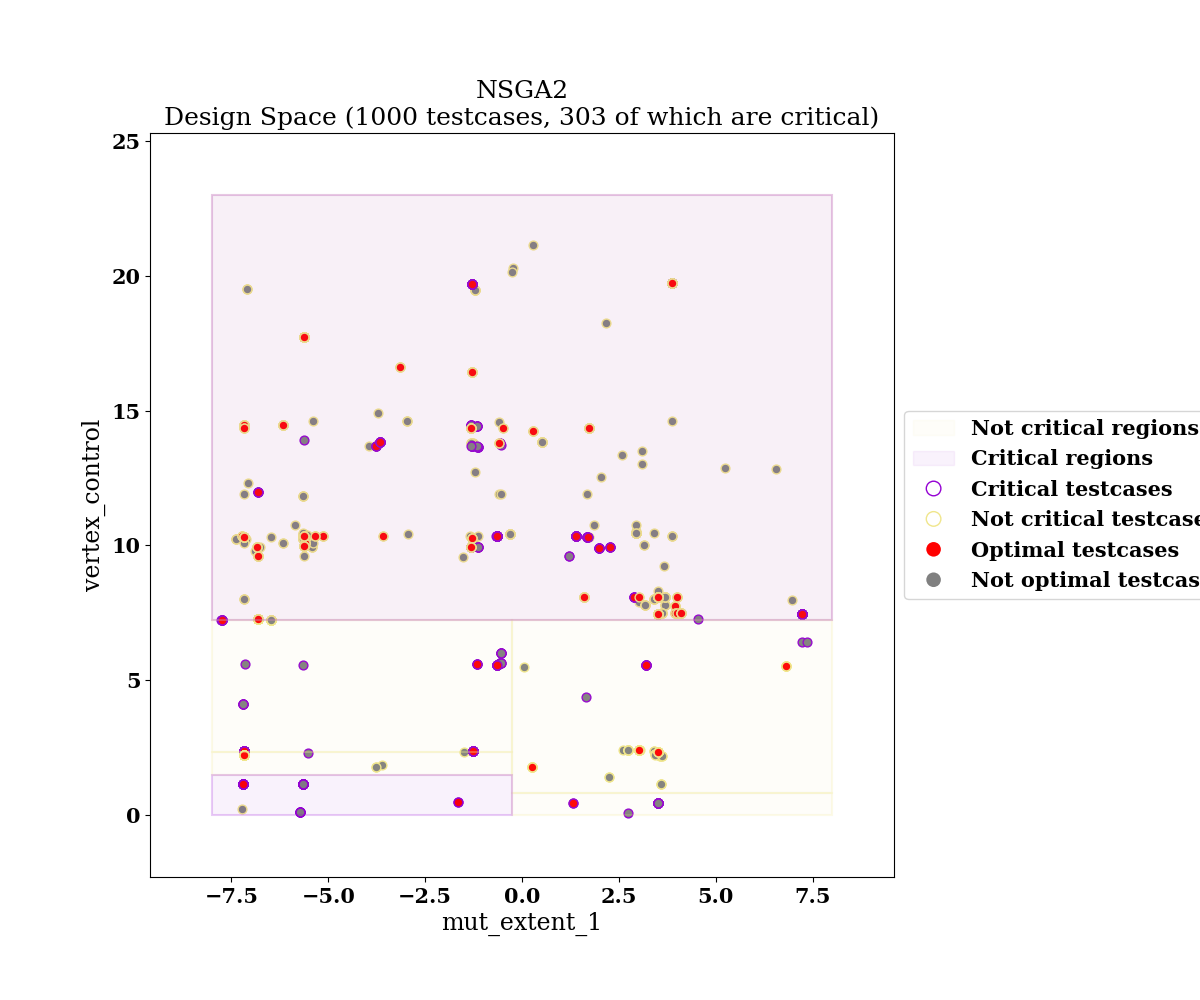 NSGA2
Design Space (1000 testcases, 303 of which are critical)
25
20
15
10
5
0
vertex_control
−7.5 −5.0 −2.5 0.0 2.5 5.0 7.5
mut_extent_1
Not critical regions
Critical regions
Critical testcases
Not critical testcase
Optimal testcases
Not optimal testcas